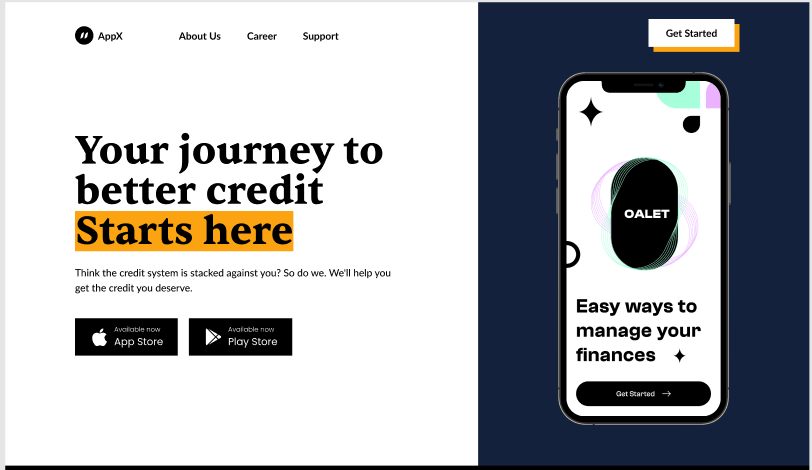 AppX
About Us
Career
Support
Get Started
Your journey to
better credit
Starts here
Think the credit system is stacked against you? So do we. We'll help you
get the credit you deserve.
Available now
App Store
Available now
Play Store
OALET
Easy ways to
manage your
finances
Get Started